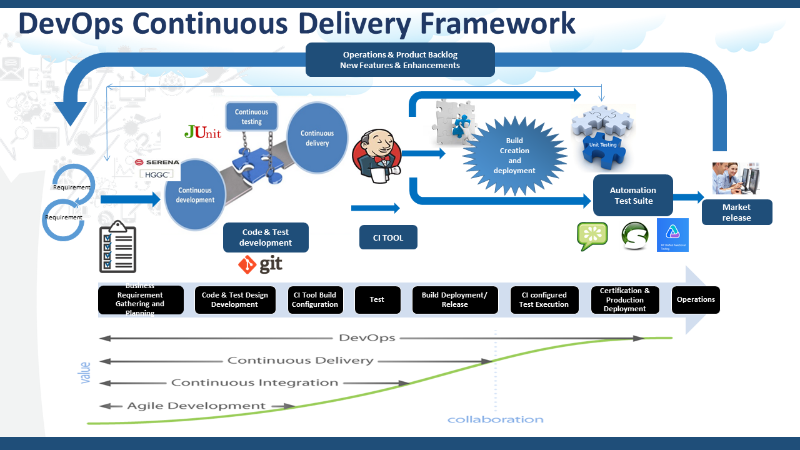 DevOps Continuous Delivery Framework
Operations & Product Backlog
New Features & Enhancements
Continuous
testing
JUnit
Continuous
delivery
SERENA
HGGC
Continuous
development
Requirement
Requirement
Code & Test
development
git
CI TOOL
Build
Creation
and
deployment
Unit Testing
Automation
Test Suite
Market
release
Business
Requirement
Gathering and
Planning
Code & Test Design
Development
CI Tool Build
Configuration
Test
Build Deployment/
Release
CI configured
Test Execution
Certification &
Production
Deployment
Operations
DevOps
Continuous Delivery
Continuous Integration
Agile Development
value
collaboration